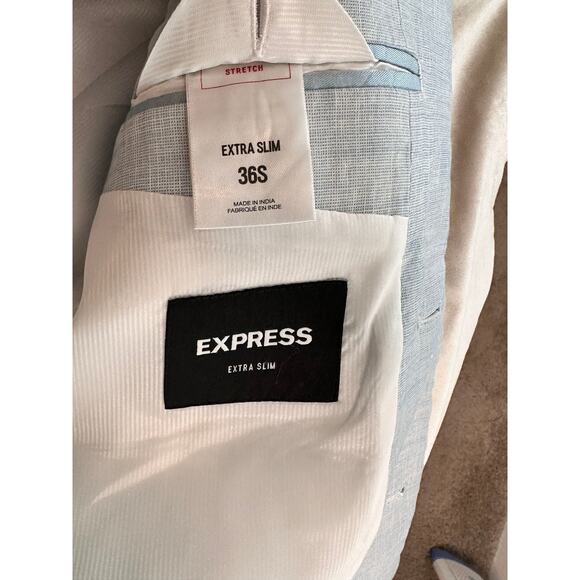 STRETCH
EXTRA SLIM
36S
MADE IN INDIA
FABRIQUÉ EN INDE
EXPRESS
EXTRA SLIM